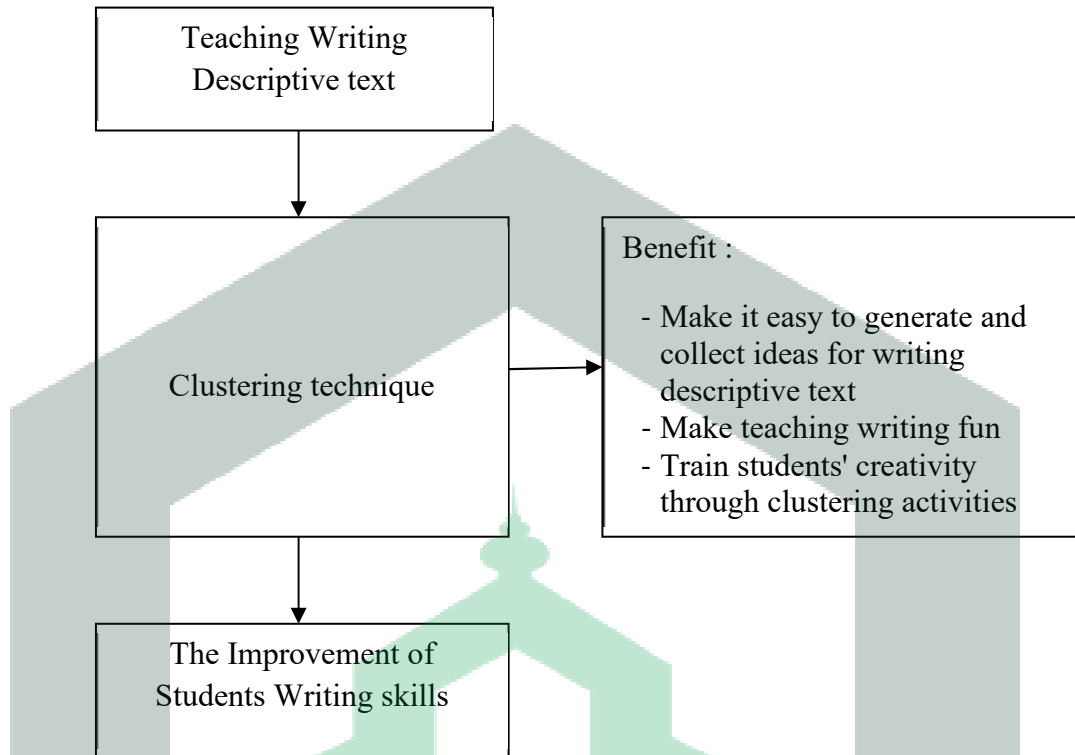 Teaching Writing
Descriptive text
Clustering technique
Benefit :
- Make it easy to generate and
collect ideas for writing
descriptive text
- Make teaching writing fun
- Train students' creativity
through clustering activities
The Improvement of
Students Writing skills